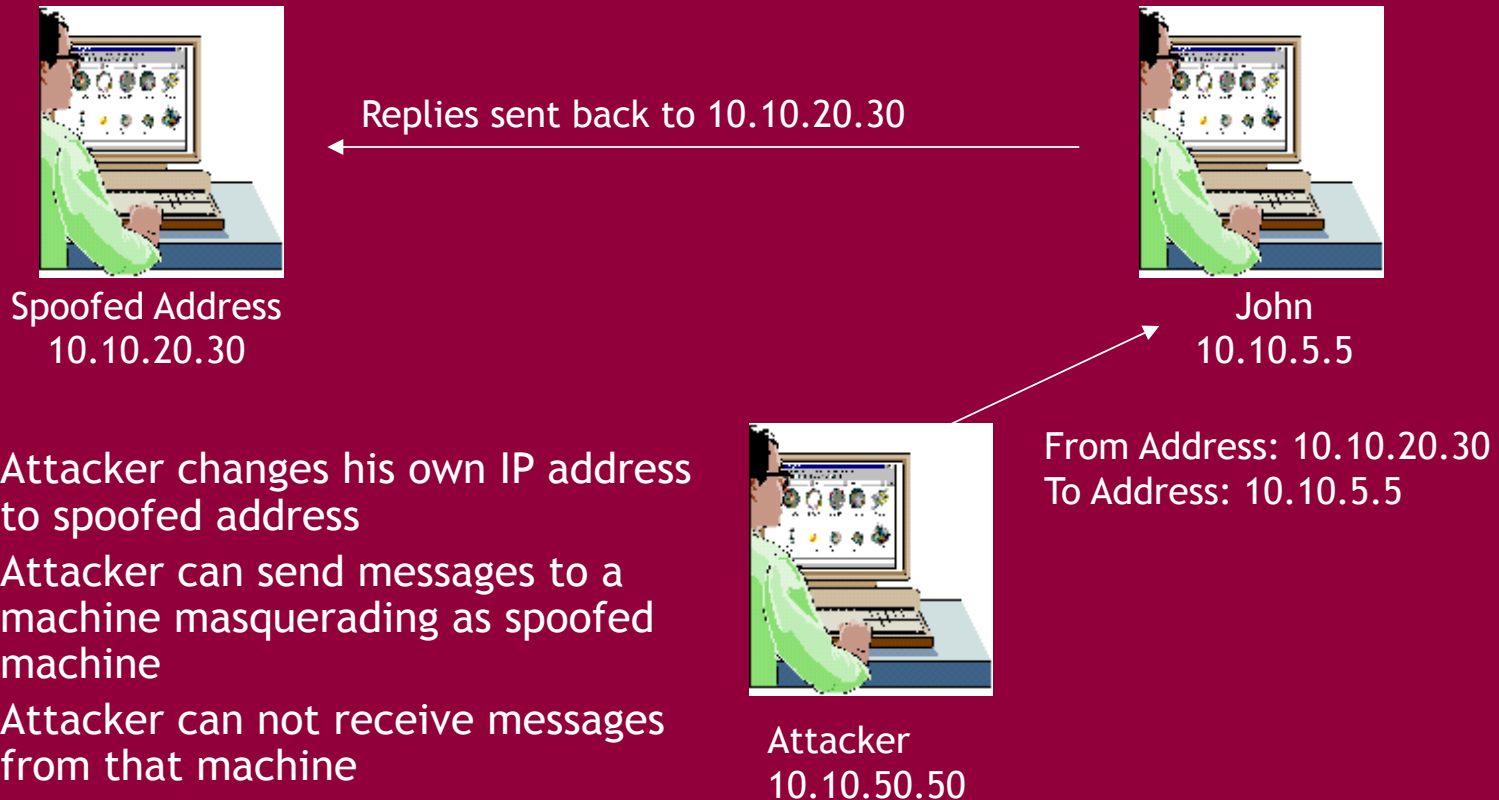 Replies sent back to 10.10.20.30
Spoofed Address
10.10.20.30
John
10.10.5.5
From Address: 10.10.20.30
To Address: 10.10.5.5
Attacker changes his own IP address
to spoofed address
Attacker can send messages to a
machine masquerading as spoofed
machine
Attacker can not receive messages
from that machine
Attacker
10.10.50.50